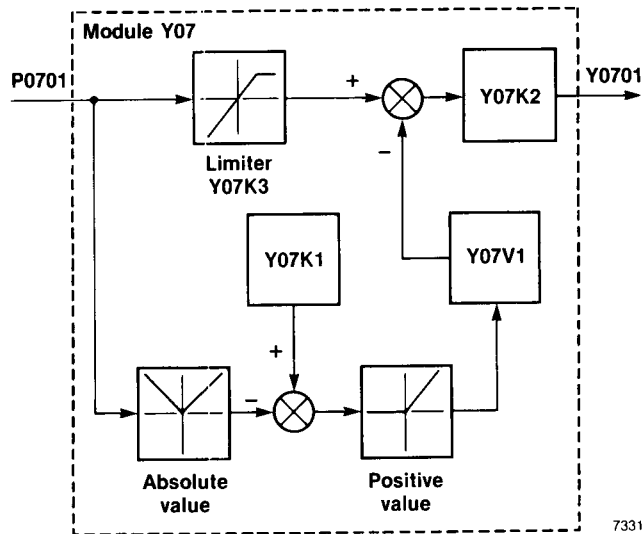 Module Y07
P0701
Y0701
+
Y07K2
Limiter
Y07K3
−
Y07K1
Y07V1
+
−
Absolute
value
Positive
value
7331